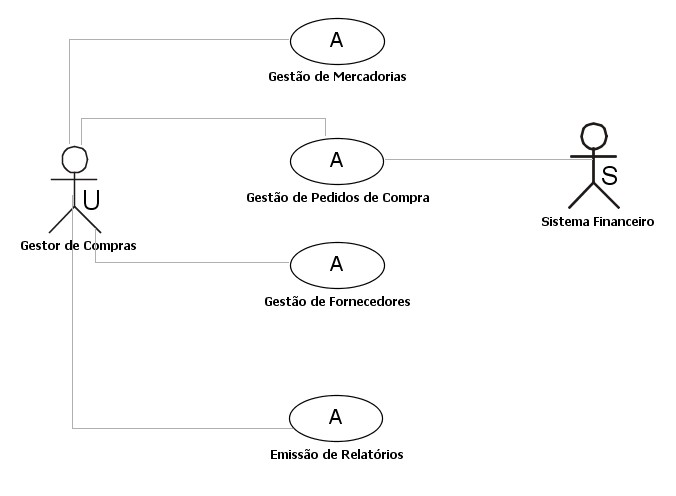 A
Gestão de Mercadorias
A
Gestão de Pedidos de Compra
U
Gestor de Compras
S
Sistema Financeiro
A
Gestão de Fornecedores
A
Emissão de Relatórios